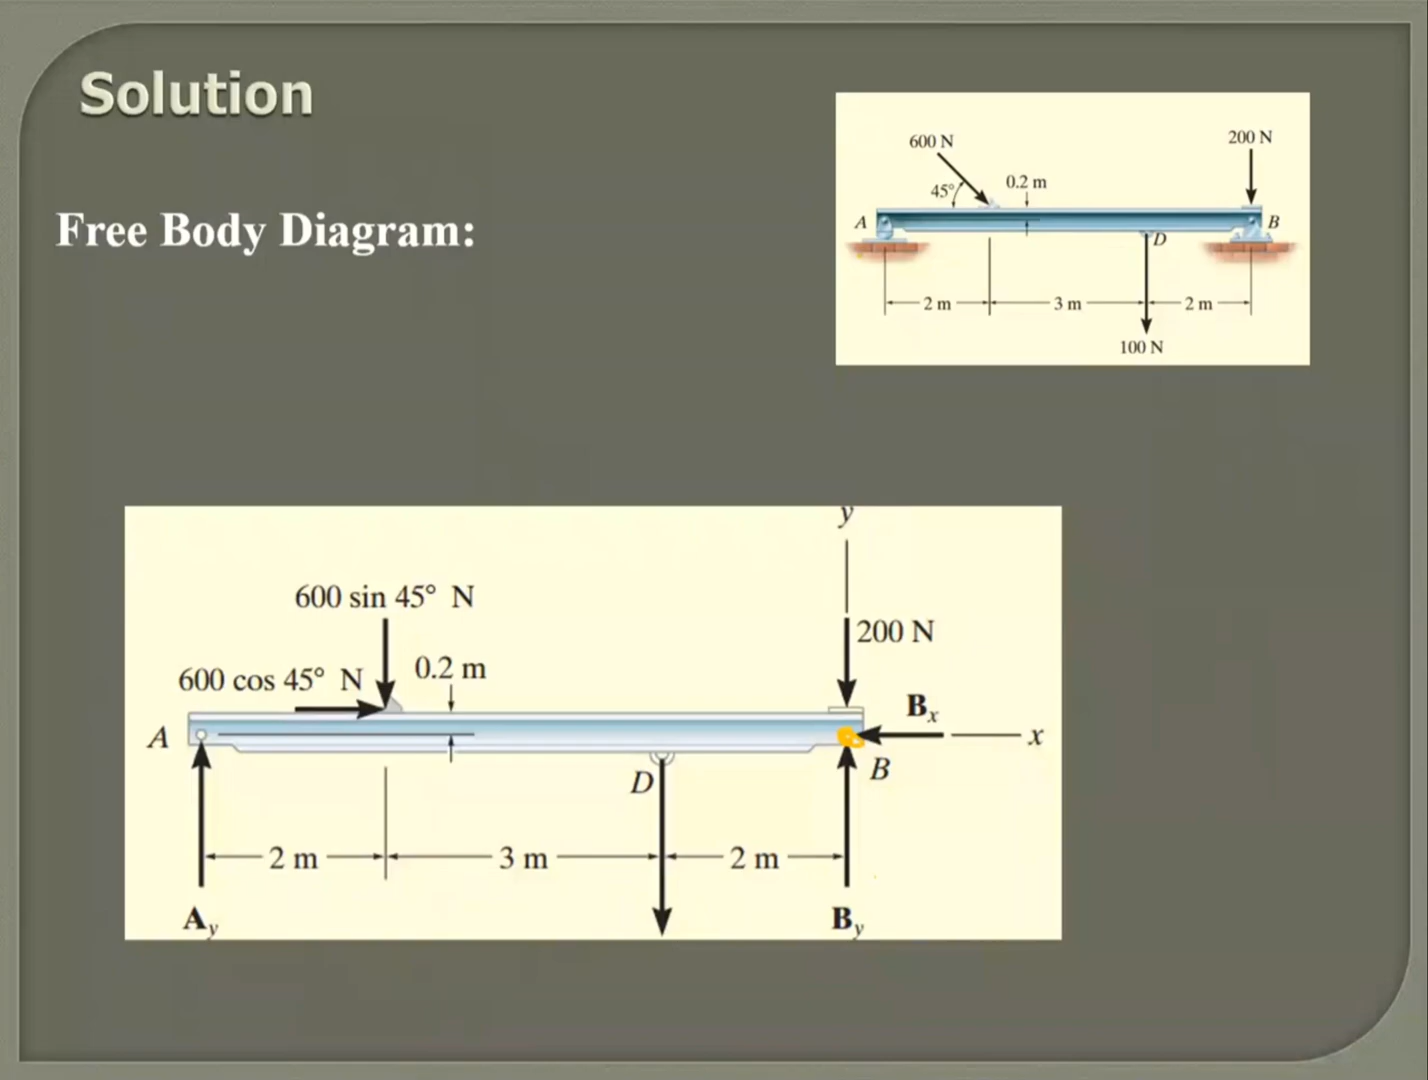 Solution
Free Body Diagram:
600 N
200 N
45°
0.2 m
A
B
D
2 m
3 m
2 m
100 N
y
600 sin 45° N
200 N
600 cos 45° N
0.2 m
Bx
A
x
B
D
2 m
3 m
2 m
Ay
By